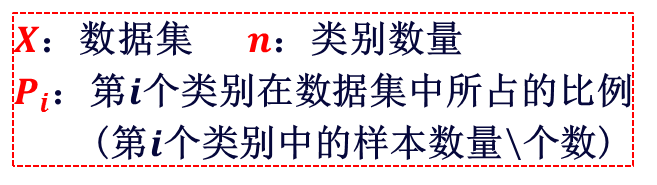 X：数据集 n：类别数量
Pᵢ：第i个类别在数据集中所占的比例
（第i个类别中的样本数量\个数）